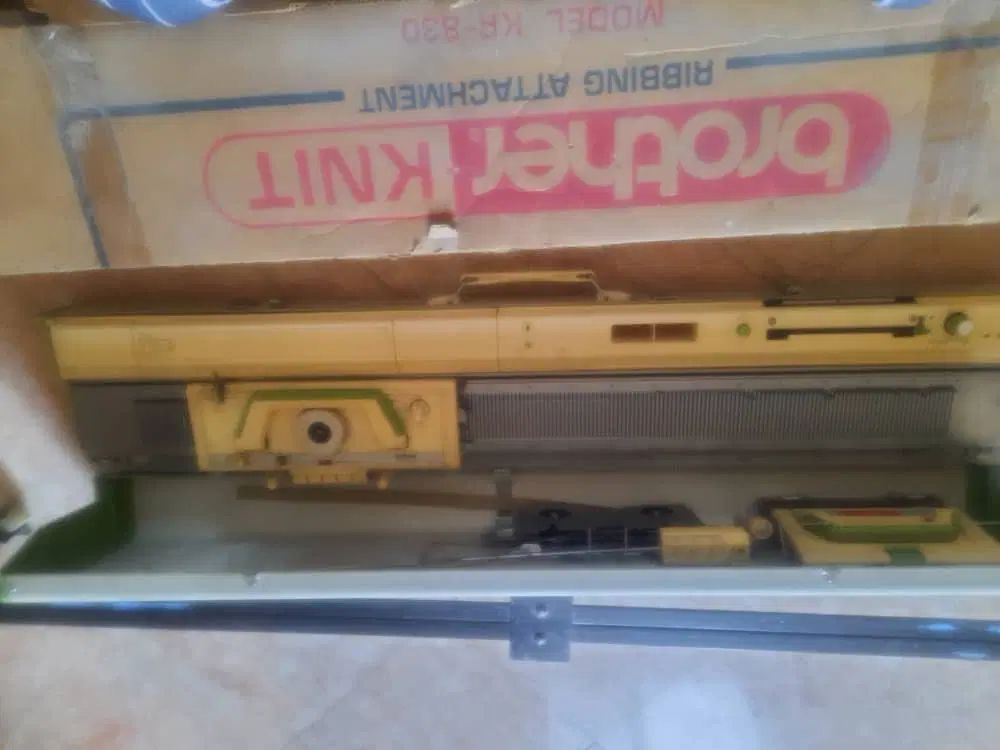 brother KNIT
RIBBING ATTACHMENT
MODEL KR-830